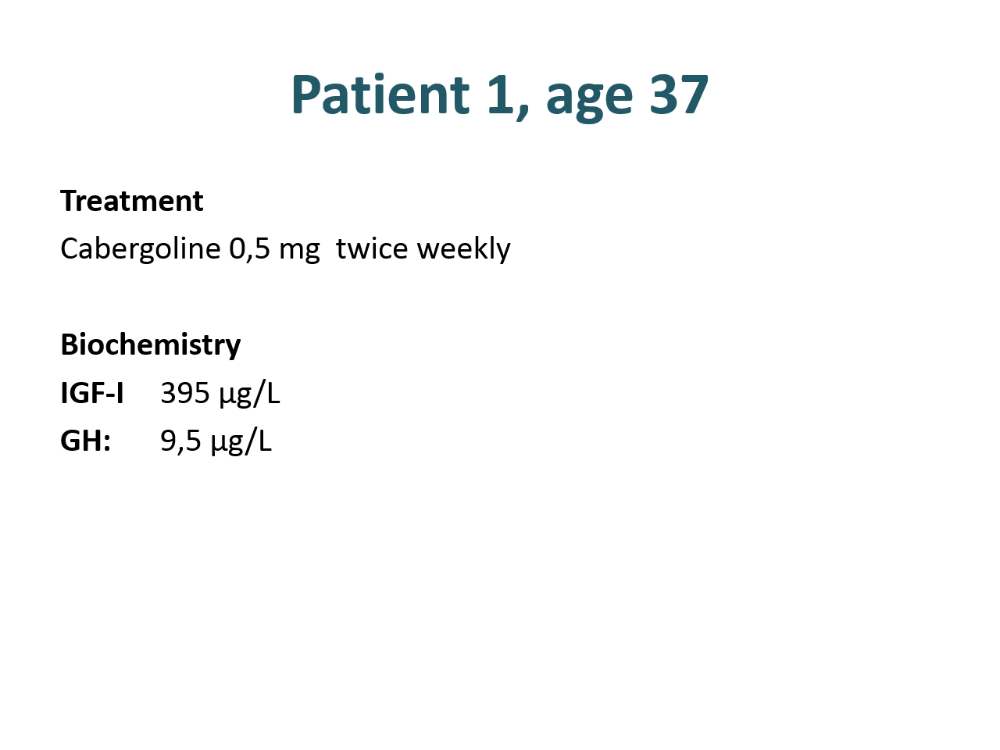 Patient 1, age 37
Treatment
Cabergoline 0,5 mg  twice weekly
Biochemistry
IGF-I 395 µg/L
GH: 9,5 µg/L